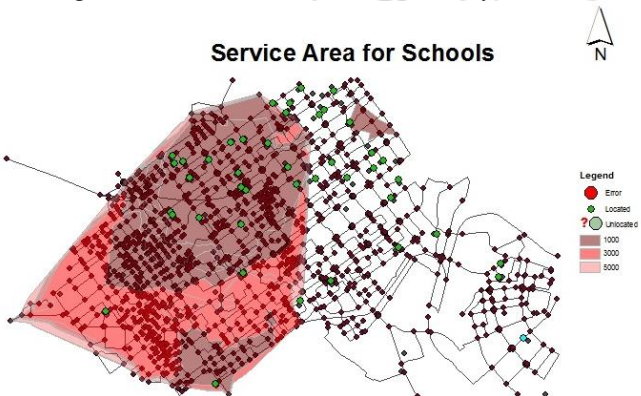 N
Service Area for Schools
Legend
Error
Located
? Unlocated
1000
3000
5000